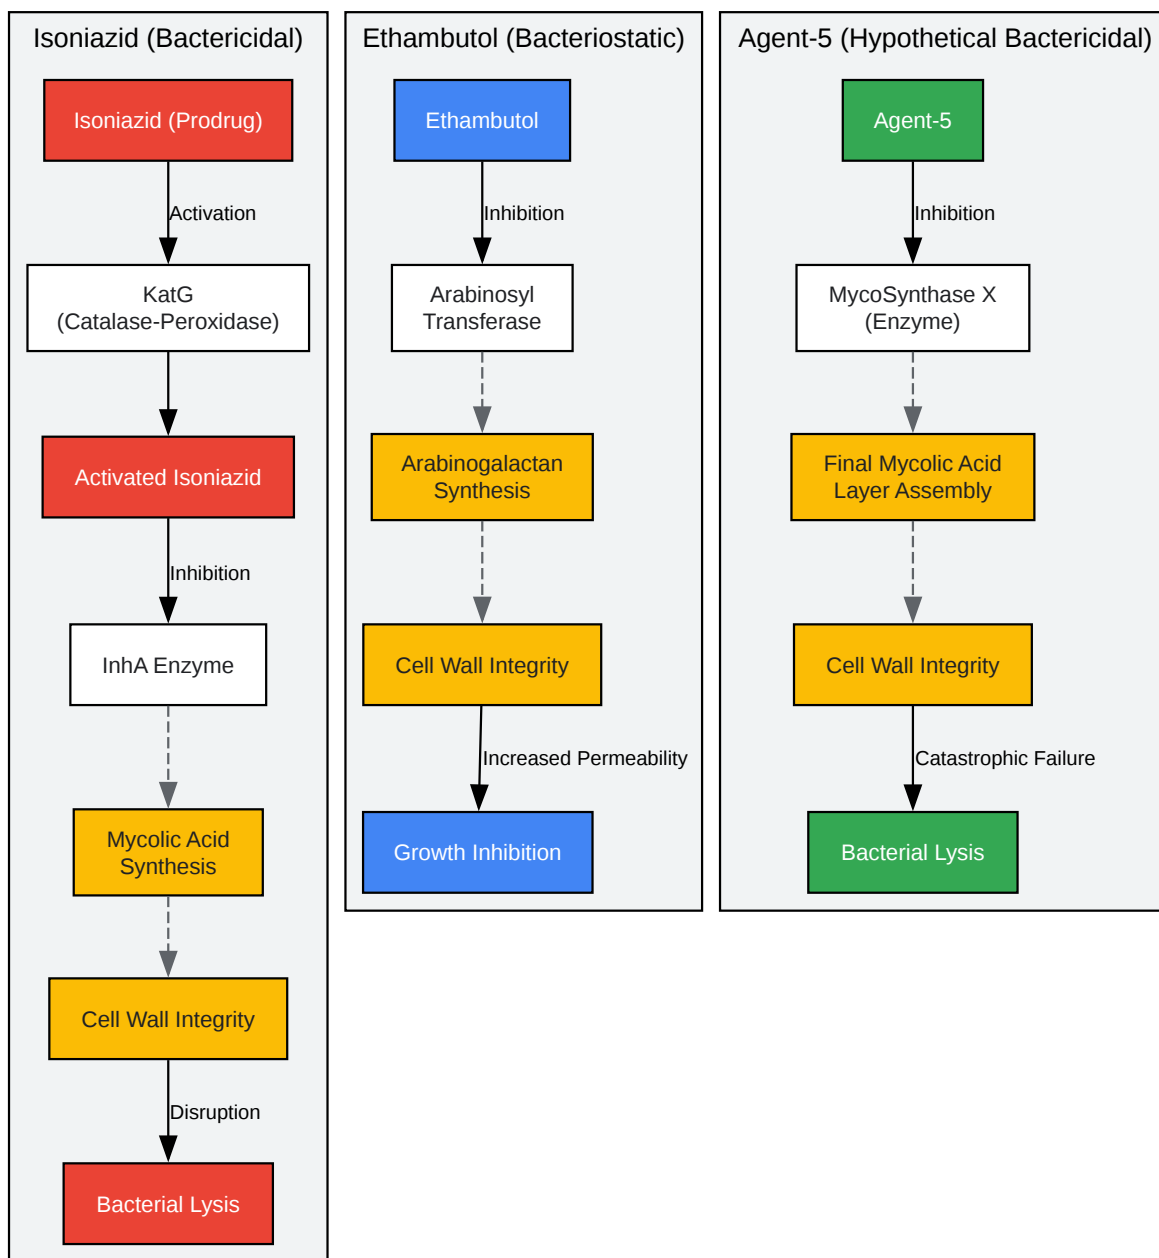 Isoniazid (Bactericidal)
Isoniazid (Prodrug)
Activation
KatG
(Catalase-Peroxidase)
Activated Isoniazid
Inhibition
InhA Enzyme
Mycolic Acid
Synthesis
Cell Wall Integrity
Disruption
Bacterial Lysis
Ethambutol (Bacteriostatic)
Ethambutol
Inhibition
Arabinosyl
Transferase
Arabinogalactan
Synthesis
Cell Wall Integrity
Increased Permeability
Growth Inhibition
Agent-5 (Hypothetical Bactericidal)
Agent-5
Inhibition
MycoSynthase X
(Enzyme)
Final Mycolic Acid
Layer Assembly
Cell Wall Integrity
Catastrophic Failure
Bacterial Lysis